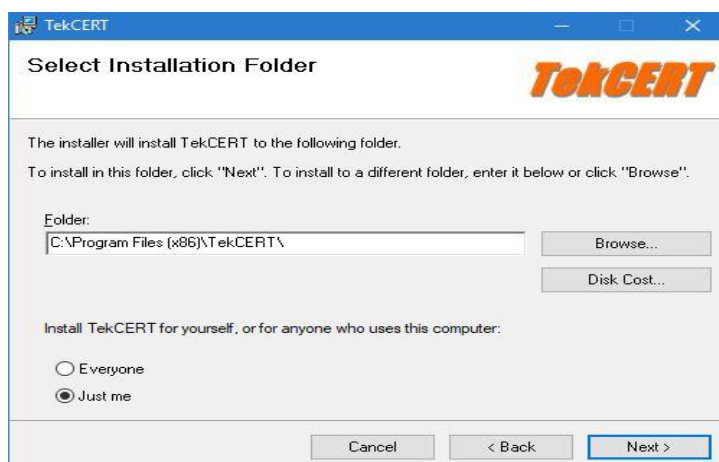 TekCERT
Select Installation Folder
TekCERT
The installer will install TekCERT to the following folder.
To install in this folder, click "Next". To install to a different folder, enter it below or click "Browse".
Folder:
C:\Program Files (x86)\TekCERT\
Browse...
Disk Cost...
Install TekCERT for yourself, or for anyone who uses this computer:
Everyone
Just me
Cancel
< Back
Next >